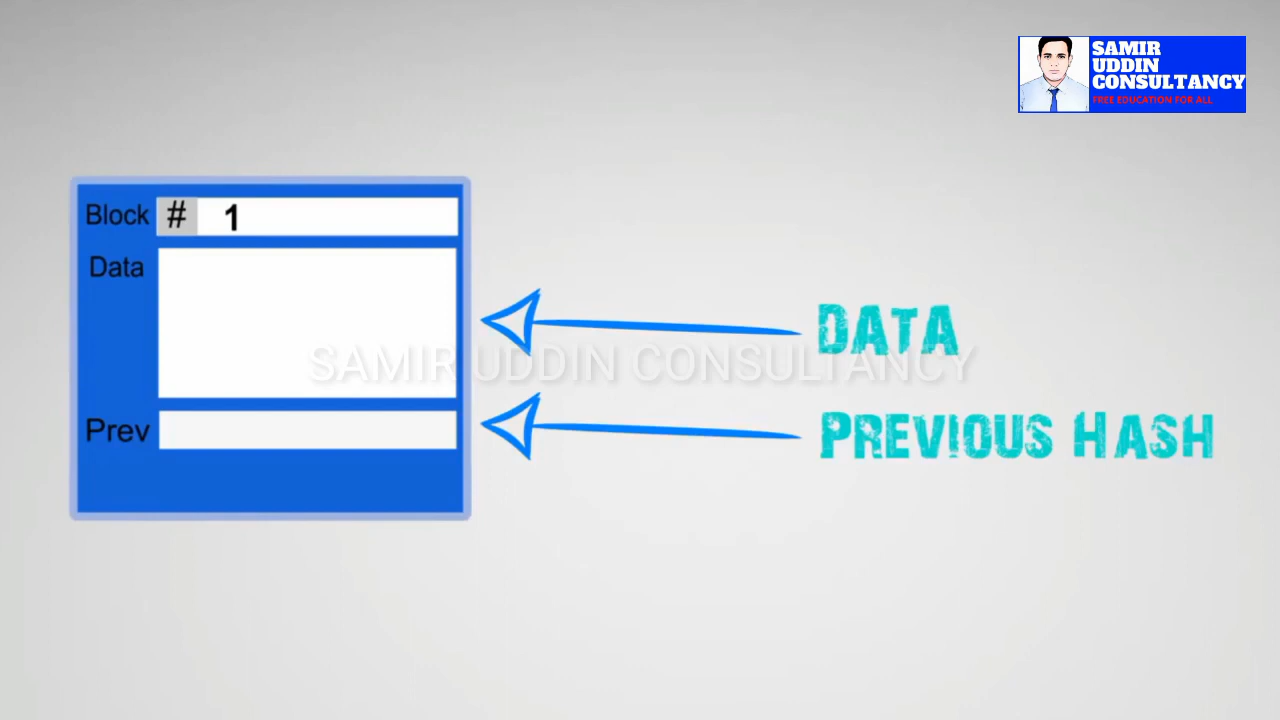 SAMIR
UDDIN
CONSULTANCY
FREE EDUCATION FOR ALL
Block # 1
Data
DATA
SAMIR UDDIN CONSULTANCY
Prev
PREVIOUS HASH